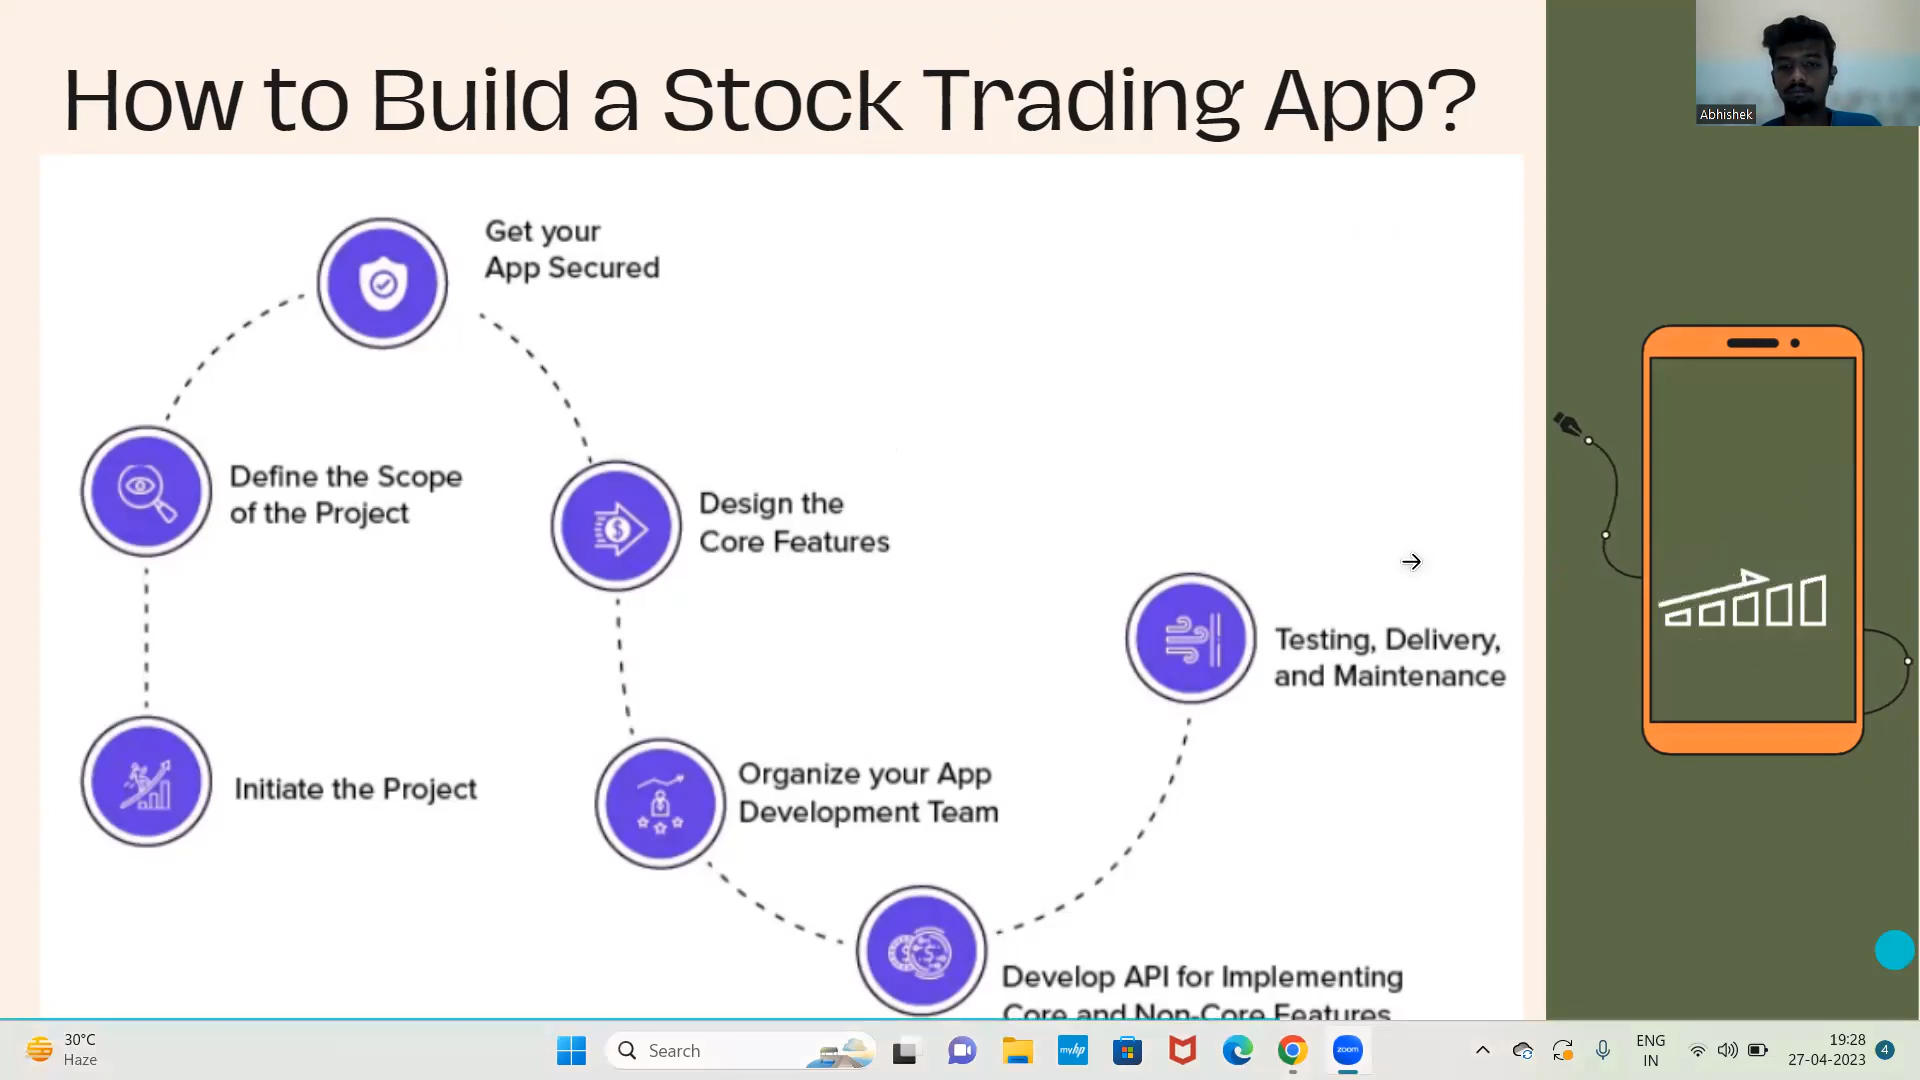 How to Build a Stock Trading App?
Abhishek
Get your
App Secured
Define the Scope
of the Project
Design the
Core Features
Testing, Delivery,
and Maintenance
Initiate the Project
Organize your App
Development Team
Develop API for Implementing
Core and Non-Core Features
30°C
Haze
Search
myhp
zoom
ENG
IN
19:28
27-04-2023
4